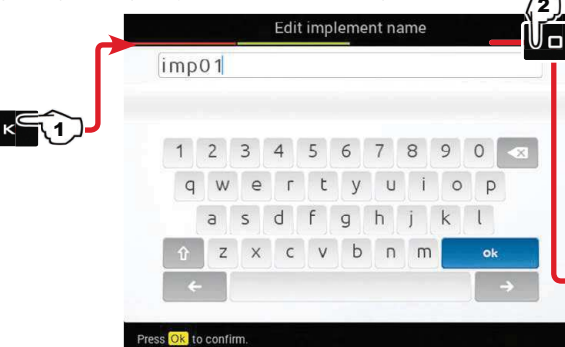 Edit implement name
2
imp01
K
1
1 2 3 4 5 6 7 8 9 0
q w e r t y u i o p
a s d f g h j k l
z x c v b n m ok
Press Ok to confirm.